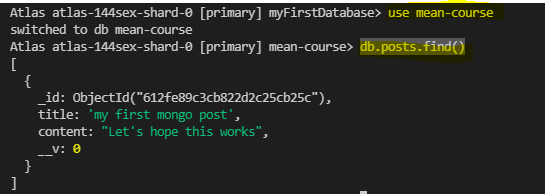 Atlas atlas-144sex-shard-0 [primary] myFirstDatabase> use mean-course
switched to db mean-course
Atlas atlas-144sex-shard-0 [primary] mean-course> db.posts.find()
[
{
_id: ObjectId("612fe89c3cb822d2c25cb25c"),
title: 'my first mongo post',
content: "Let's hope this works",
__v: 0
}
]